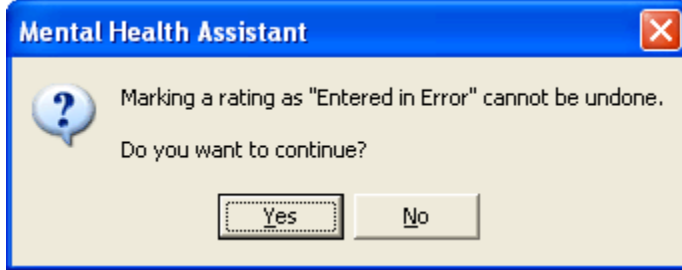 Mental Health Assistant
Marking a rating as "Entered in Error" cannot be undone.
Do you want to continue?
Yes
No